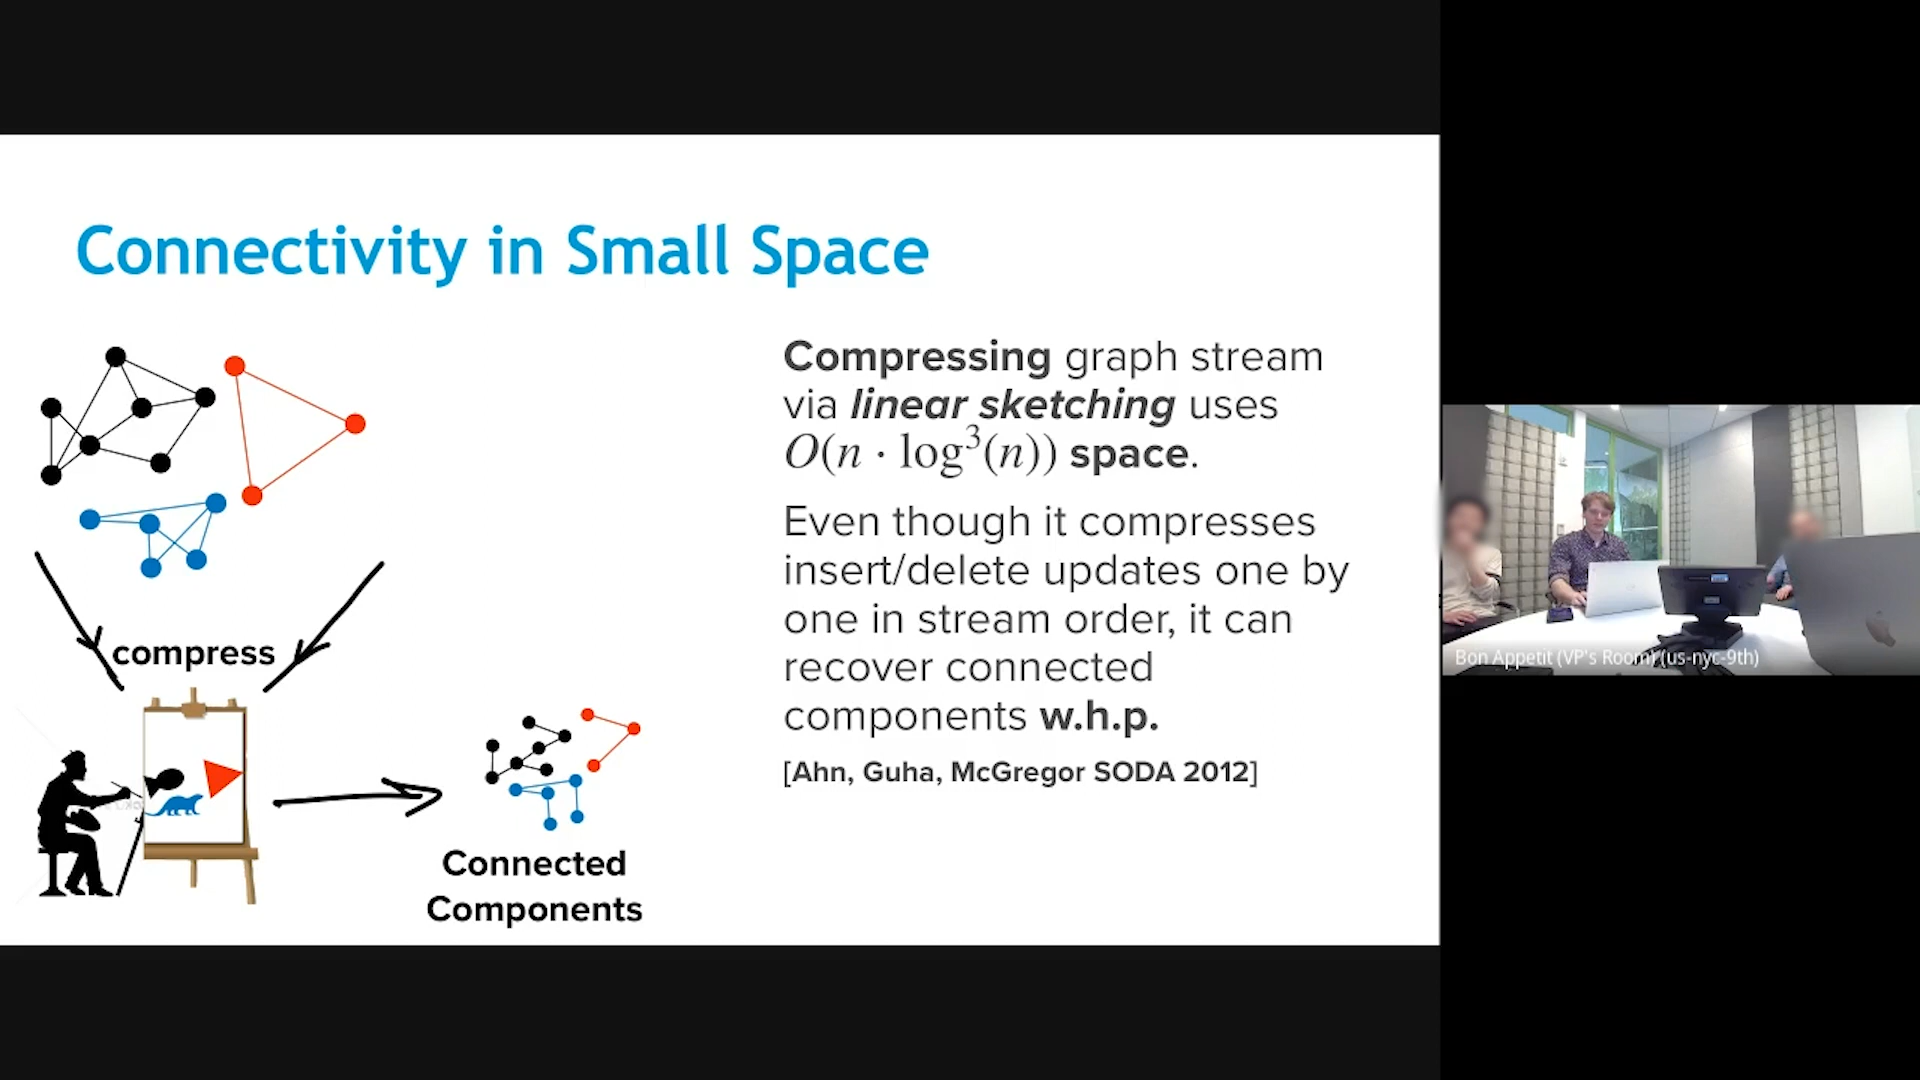 Connectivity in Small Space
Compressing graph stream
via linear sketching uses
O(n · log³(n)) space.
Even though it compresses
insert/delete updates one by
one in stream order, it can
recover connected
components w.h.p.
[Ahn, Guha, McGregor SODA 2012]
compress
Connected
Components
Bon Appetit (VP's Room) (us-nyc-9th)